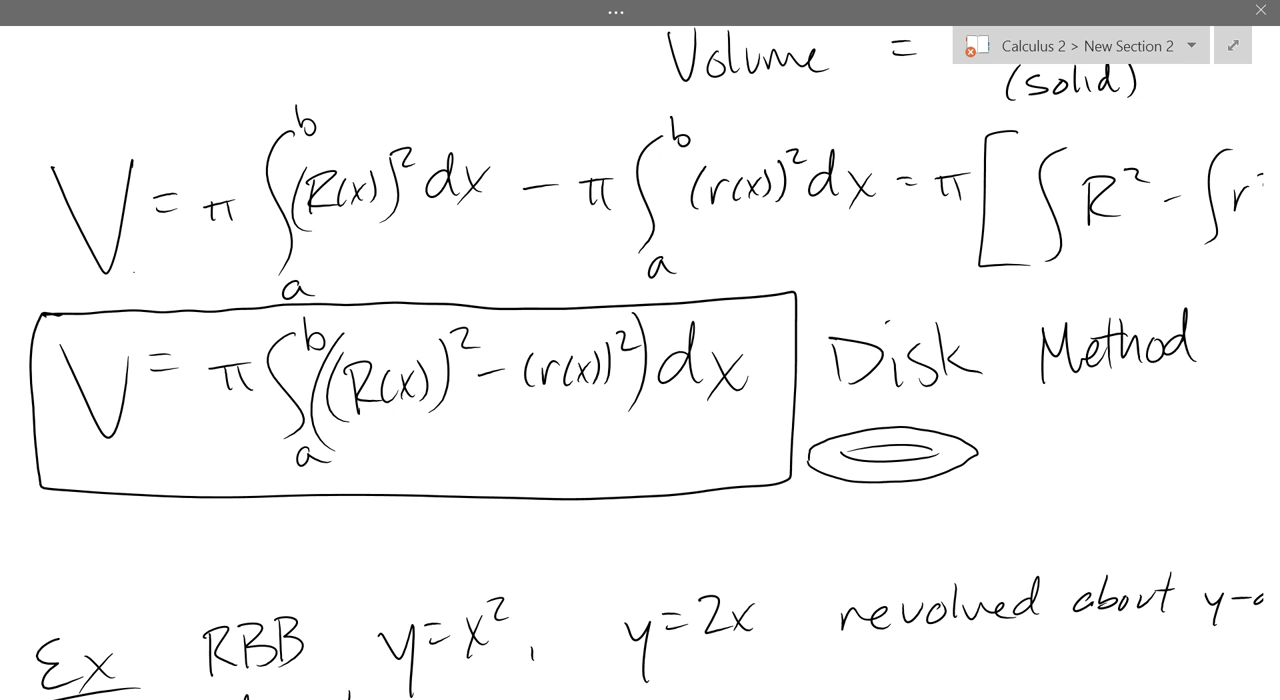 ...
Calculus 2 > New Section 2
Volume =
(solid)
V = π ∫_a^b (R(x))² dx − π ∫_a^b (r(x))² dx = π [ ∫ R² − ∫ r²
V = π ∫_a^b ((R(x))² − (r(x))²) dx Disk Method
Ex RBB y=x², y=2x revolved about y-